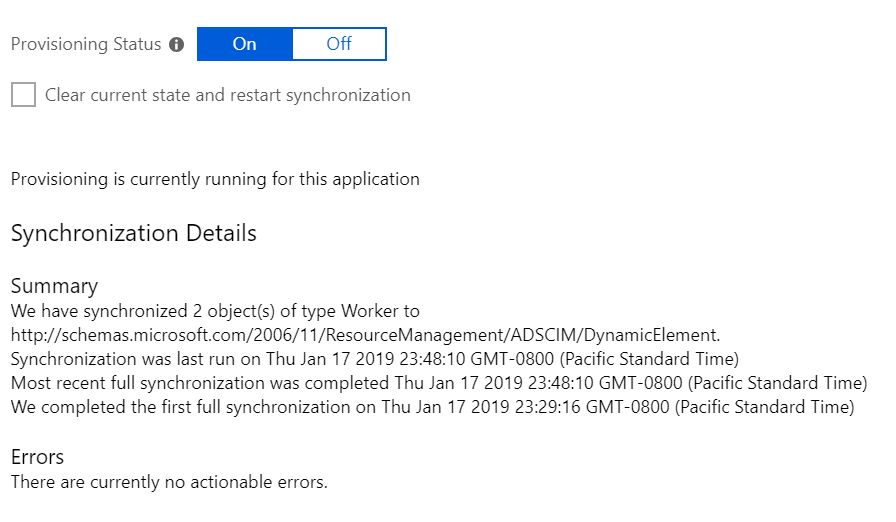 Provisioning Status On Off
Clear current state and restart synchronization
Provisioning is currently running for this application
Synchronization Details
Summary
We have synchronized 2 object(s) of type Worker to
http://schemas.microsoft.com/2006/11/ResourceManagement/ADSCIM/DynamicElement.
Synchronization was last run on Thu Jan 17 2019 23:48:10 GMT-0800 (Pacific Standard Time)
Most recent full synchronization was completed Thu Jan 17 2019 23:48:10 GMT-0800 (Pacific Standard Time)
We completed the first full synchronization on Thu Jan 17 2019 23:29:16 GMT-0800 (Pacific Standard Time)
Errors
There are currently no actionable errors.